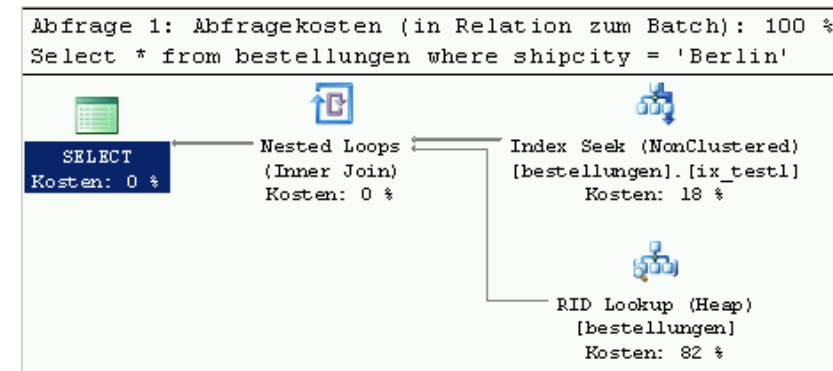 Abfrage 1: Abfragekosten (in Relation zum Batch): 100 %
Select * from bestellungen where shipcity = 'Berlin'
SELECT
Kosten: 0 %
Nested Loops
(Inner Join)
Kosten: 0 %
Index Seek (NonClustered)
[bestellungen].[ix_test1]
Kosten: 18 %
RID Lookup (Heap)
[bestellungen]
Kosten: 82 %